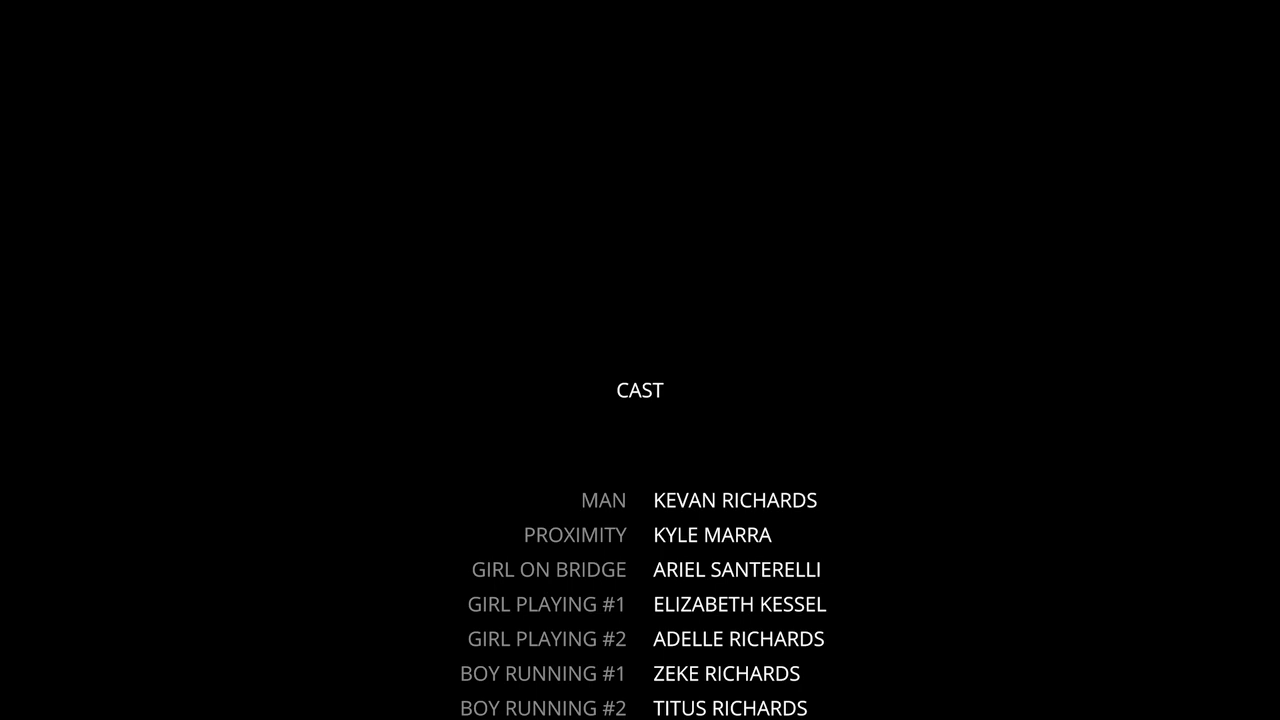 CAST
MAN KEVAN RICHARDS
PROXIMITY KYLE MARRA
GIRL ON BRIDGE ARIEL SANTERELLI
GIRL PLAYING #1 ELIZABETH KESSEL
GIRL PLAYING #2 ADELLE RICHARDS
BOY RUNNING #1 ZEKE RICHARDS
BOY RUNNING #2 TITUS RICHARDS